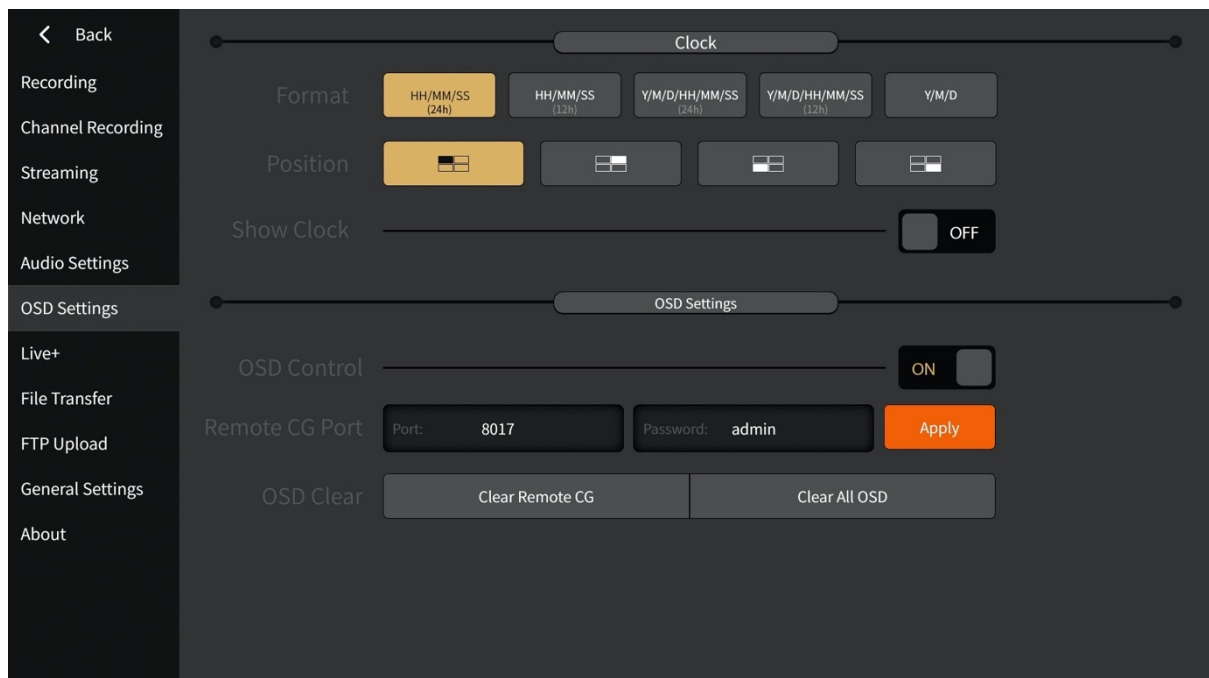 Back
Recording
Channel Recording
Streaming
Network
Audio Settings
OSD Settings
Live+
File Transfer
FTP Upload
General Settings
About
Clock
Format
HH/MM/SS
(24h)
HH/MM/SS
(12h)
Y/M/D/HH/MM/SS
(24h)
Y/M/D/HH/MM/SS
(12h)
Y/M/D
Position
Show Clock
OFF
OSD Settings
OSD Control
ON
Remote CG Port
Port: 8017
Password: admin
Apply
OSD Clear
Clear Remote CG
Clear All OSD